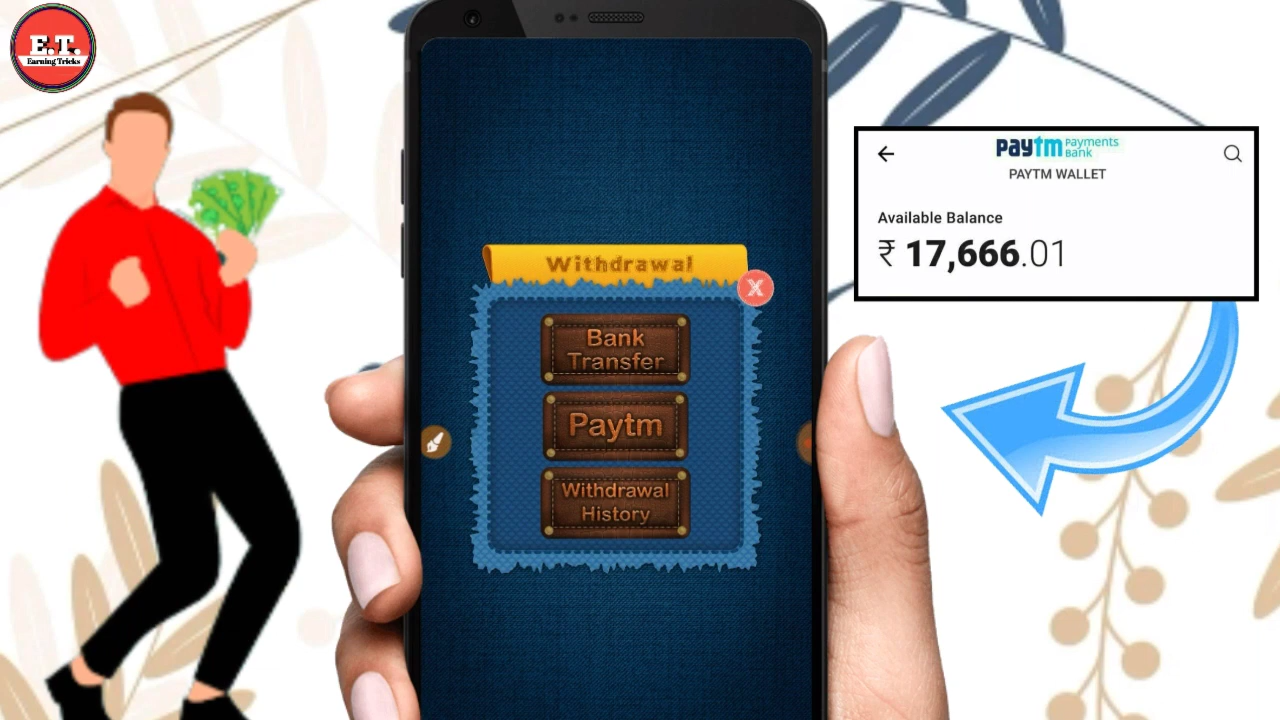 E.T.
Earning Tricks
Withdrawal
X
Bank
Transfer
Paytm
Withdrawal
History
paytm Payments
Bank
PAYTM WALLET
Available Balance
₹ 17,666.01